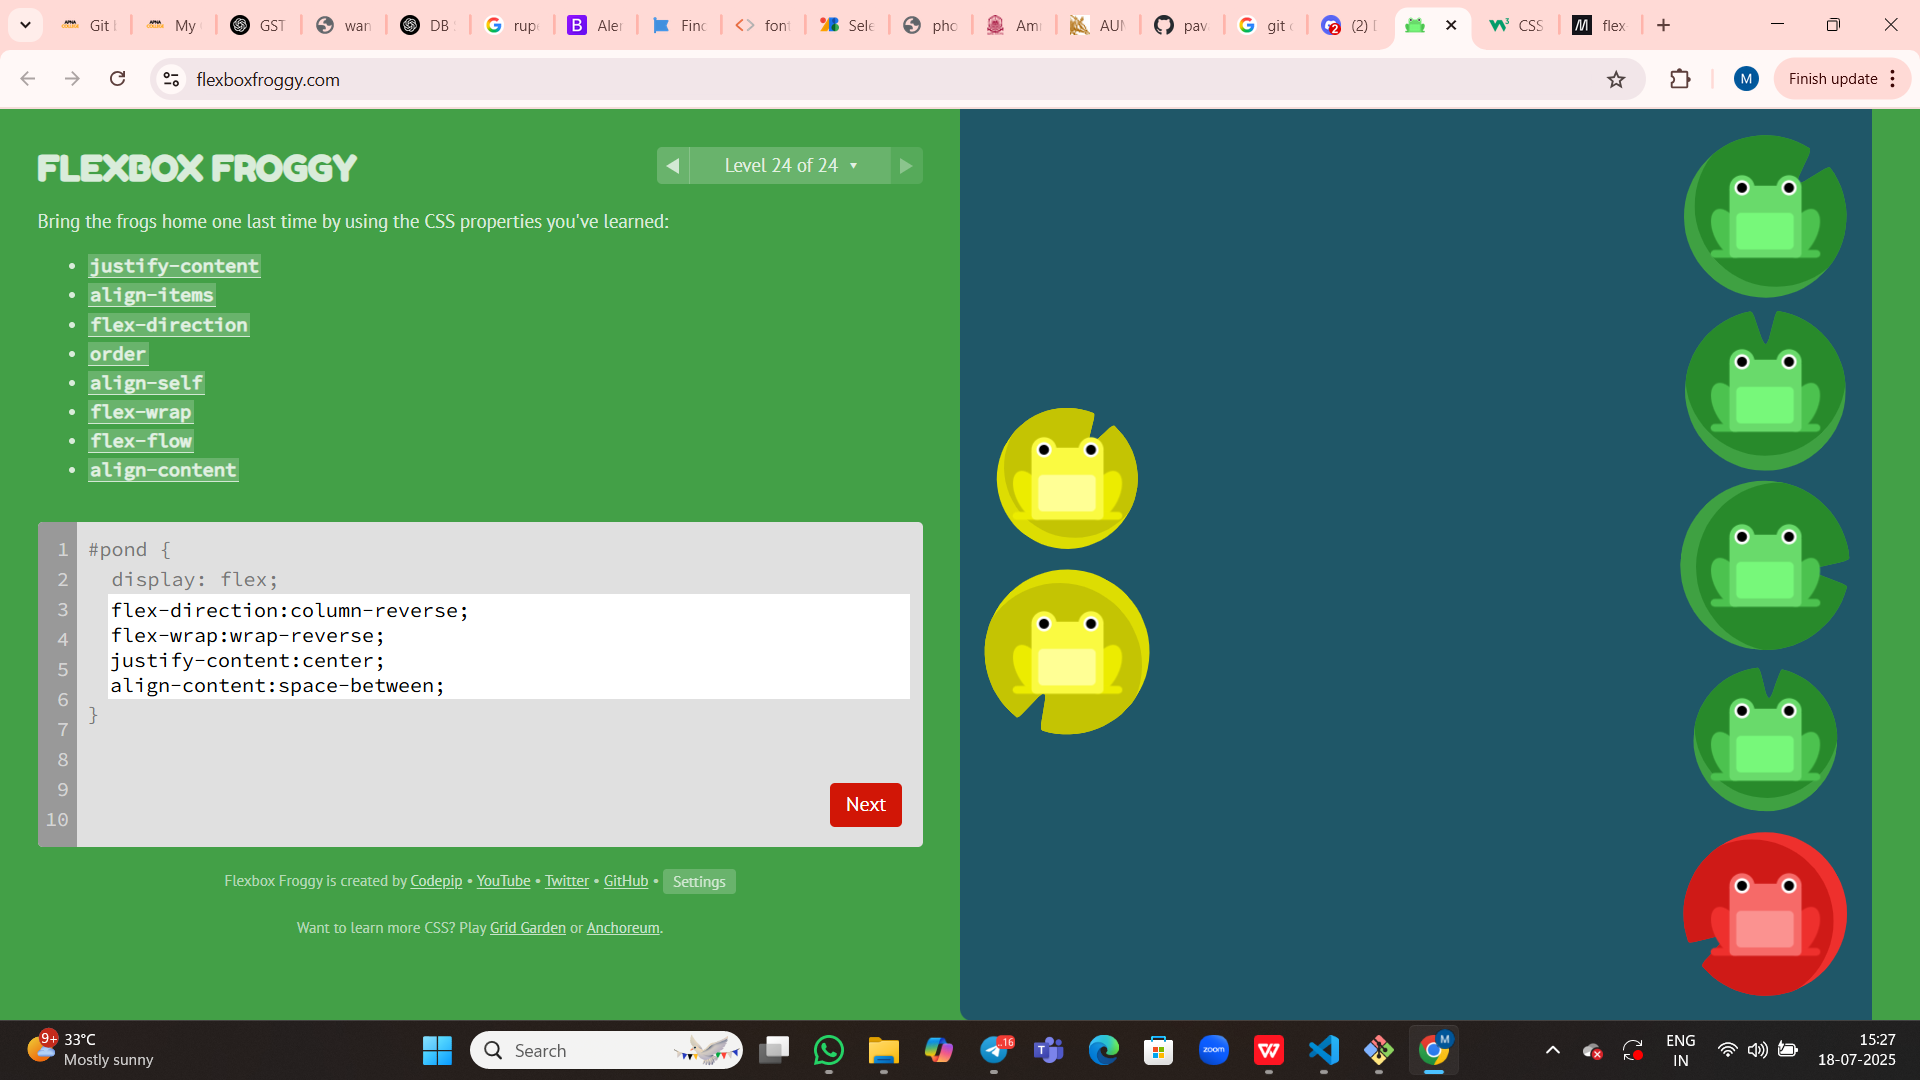 Git b
My
GST
wan
DB S
rup
Aler
Finc
font
Sele
pho
Am
AUM
pav
git c
(2) D
CSS
flex
flexboxfroggy.com
M
Finish update
FLEXBOX FROGGY
Level 24 of 24
Bring the frogs home one last time by using the CSS properties you've learned:
justify-content
align-items
flex-direction
order
align-self
flex-wrap
flex-flow
align-content
1 #pond {
2 display: flex;
3 flex-direction:column-reverse;
4 flex-wrap:wrap-reverse;
5 justify-content:center;
6 align-content:space-between;
7 }
8
9
10
Next
Flexbox Froggy is created by Codepip • YouTube • Twitter • GitHub • Settings
Want to learn more CSS? Play Grid Garden or Anchoreum.
9+
33°C
Mostly sunny
Search
.16
zoom
M
ENG
IN
15:27
18-07-2025